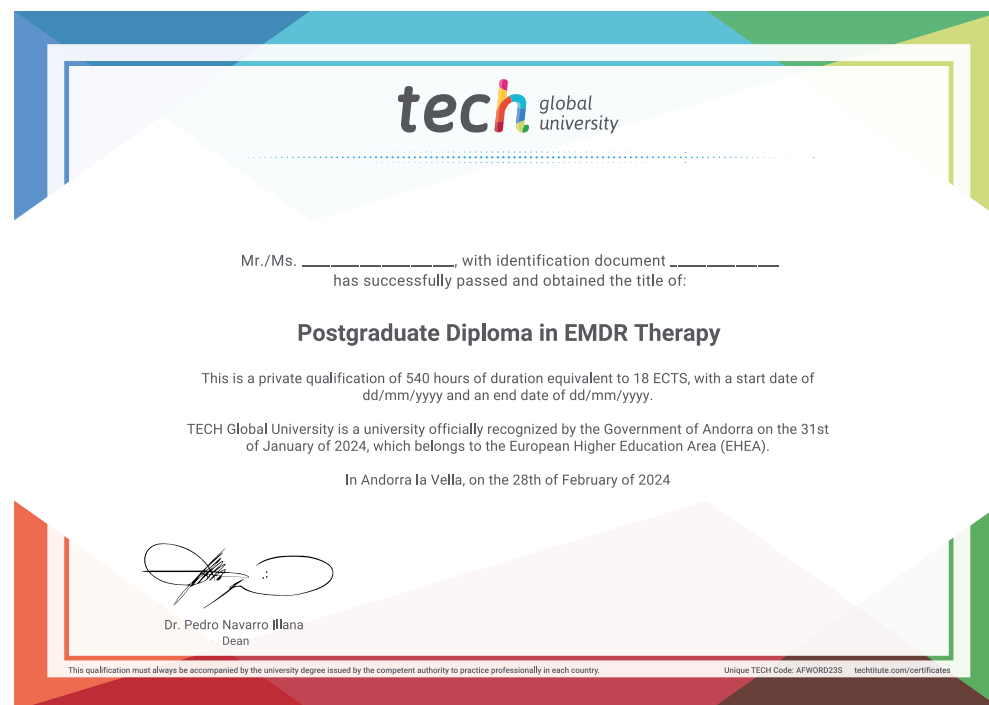 tech global
university
Mr./Ms. ____________________, with identification document ______________
has successfully passed and obtained the title of:
Postgraduate Diploma in EMDR Therapy
This is a private qualification of 540 hours of duration equivalent to 18 ECTS, with a start date of
dd/mm/yyyy and an end date of dd/mm/yyyy.
TECH Global University is a university officially recognized by the Government of Andorra on the 31st
of January of 2024, which belongs to the European Higher Education Area (EHEA).
In Andorra la Vella, on the 28th of February of 2024
Dr. Pedro Navarro Illana
Dean
This qualification must always be accompanied by the university degree issued by the competent authority to practice professionally in each country.
Unique TECH Code: AFWORD23S techtitute.com/certificates